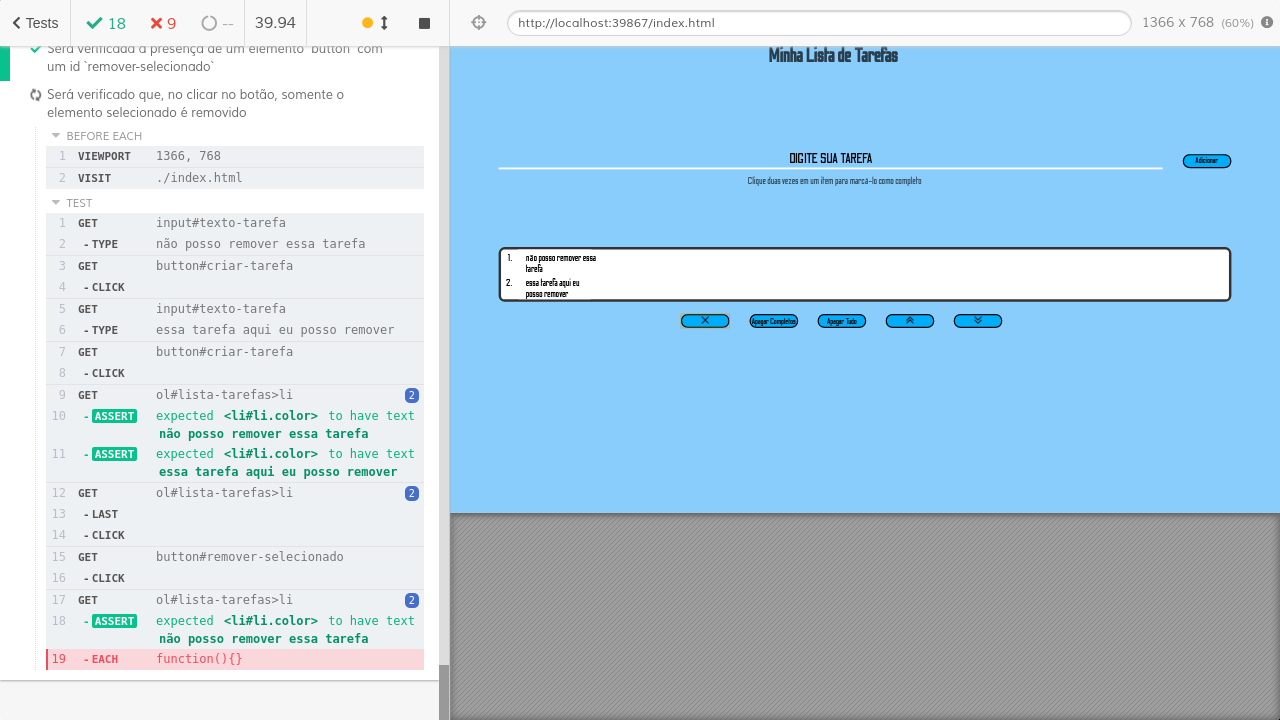 Tests
18
9
--
39.94
Será verificada a presença de um elemento `button` com
um id `remover-selecionado`
Será verificado que, no clicar no botão, somente o
elemento selecionado é removido
BEFORE EACH
1 VIEWPORT 1366, 768
2 VISIT ./index.html
TEST
1 GET input#texto-tarefa
2 -TYPE não posso remover essa tarefa
3 GET button#criar-tarefa
4 -CLICK
5 GET input#texto-tarefa
6 -TYPE essa tarefa aqui eu posso remover
7 GET button#criar-tarefa
8 -CLICK
9 GET ol#lista-tarefas>li 2
10 -ASSERT expected <li#li.color> to have text
não posso remover essa tarefa
11 -ASSERT expected <li#li.color> to have text
essa tarefa aqui eu posso remover
12 GET ol#lista-tarefas>li 2
13 -LAST
14 -CLICK
15 GET button#remover-selecionado
16 -CLICK
17 GET ol#lista-tarefas>li 2
18 -ASSERT expected <li#li.color> to have text
não posso remover essa tarefa
19 -EACH function(){}
http://localhost:39867/index.html
1366 x 768 (60%)
Minha Lista de Tarefas
DIGITE SUA TAREFA
Adicionar
Clique duas vezes em um item para marcá-lo como completo
1. não posso remover essa
tarefa
2. essa tarefa aqui eu
posso remover
Apagar Completos
Apagar Tudo